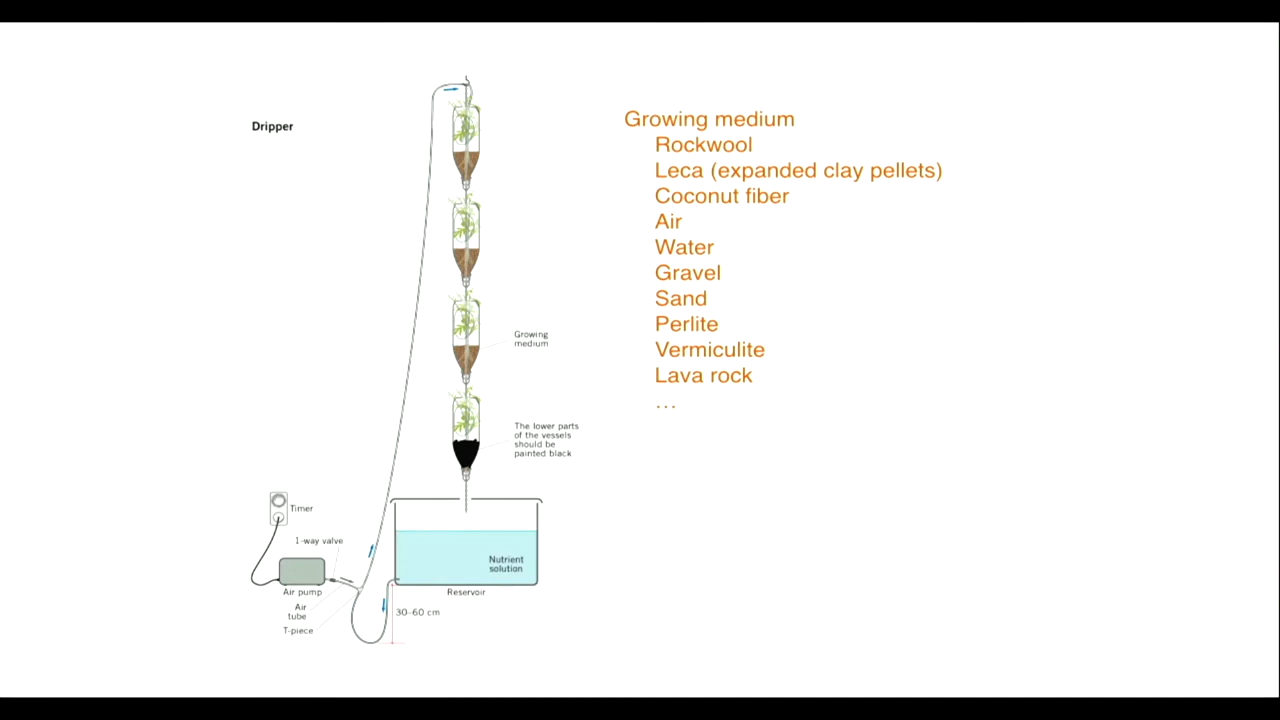 Dripper
Growing medium
Rockwool
Leca (expanded clay pellets)
Coconut fiber
Air
Water
Gravel
Sand
Perlite
Vermiculite
Lava rock
...
Growing
medium
The lower parts
of the vessels
should be
painted black
Timer
1-way valve
Air pump
Air
tube
T-piece
Nutrient
solution
Reservoir
30-60 cm